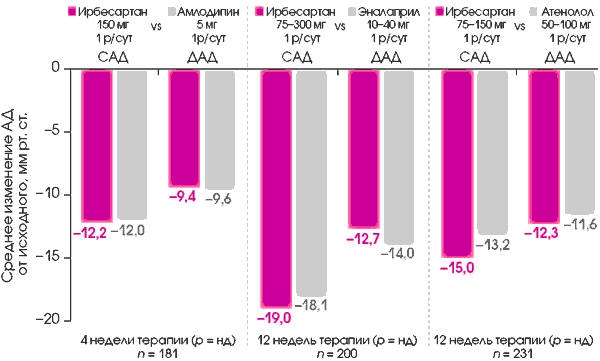 Ирбесартан
150 мг
1 р/сут
vs
Амлодипин
5 мг
1р/сут
Ирбесартан
75–300 мг
1 р/сут
vs
Эналаприл
10–40 мг
1р/сут
Ирбесартан
75–150 мг
1 р/сут
vs
Атенолол
50–100 мг
1р/сут
САД ДАД САД ДАД САД ДАД
Среднее изменение АД
от исходного, мм рт. ст.
0
–5
–10
–15
–20
–12,2 –12,0
–9,4 –9,6
–19,0 –18,1
–12,7 –14,0
–15,0 –13,2
–12,3 –11,6
4 недели терапии (p = нд)
n = 181
12 недель терапии (p = нд)
n = 200
12 недель терапии (p = нд)
n = 231